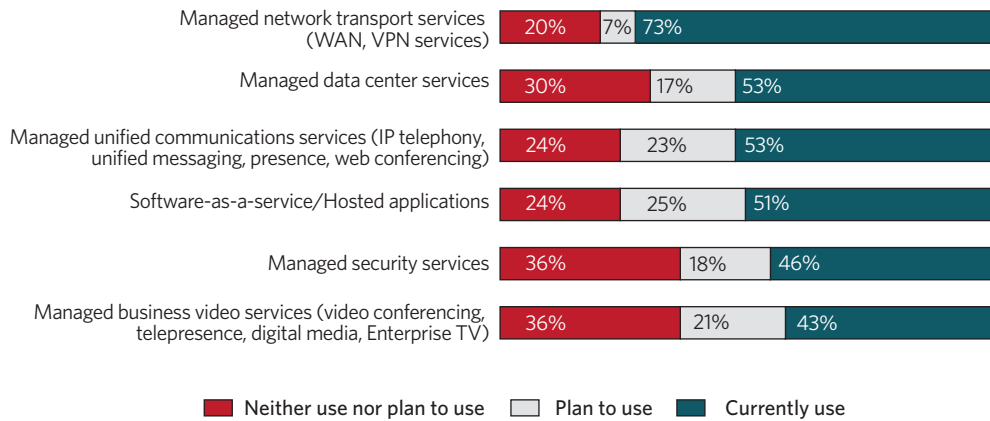 Managed network transport services
(WAN, VPN services)
20% 7% 73%
Managed data center services
30% 17% 53%
Managed unified communications services (IP telephony,
unified messaging, presence, web conferencing)
24% 23% 53%
Software-as-a-service/Hosted applications
24% 25% 51%
Managed security services
36% 18% 46%
Managed business video services (video conferencing,
telepresence, digital media, Enterprise TV)
36% 21% 43%
Neither use nor plan to use Plan to use Currently use